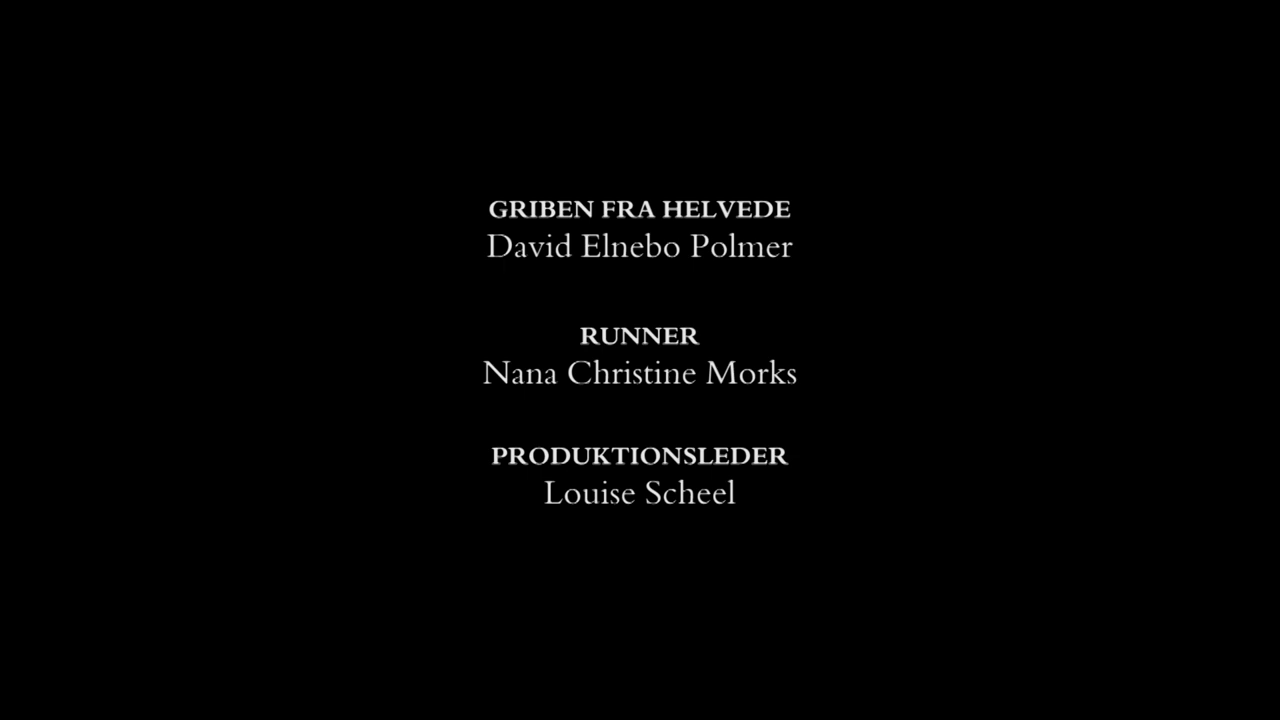 GRIBEN FRA HELVEDE
David Elnebo Polmer
RUNNER
Nana Christine Morks
PRODUKTIONSLEDER
Louise Scheel